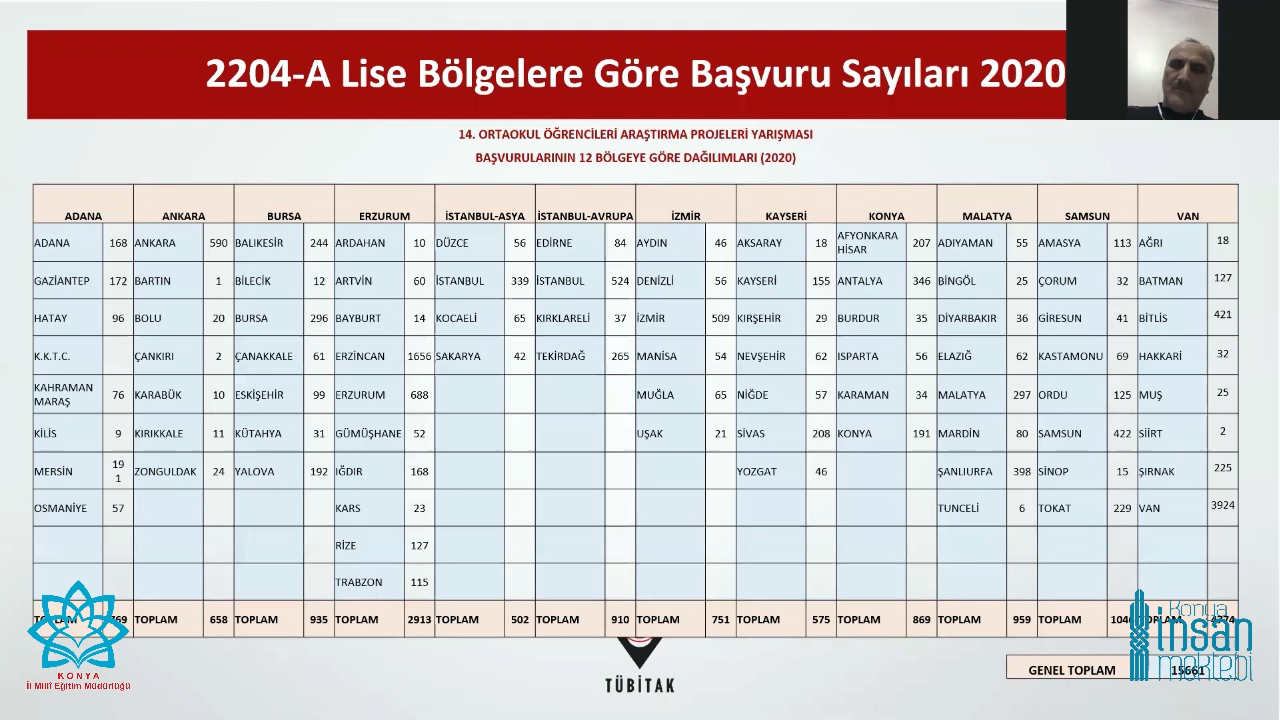 2204-A Lise Bölgelere Göre Başvuru Sayıları 2020
14. ORTAOKUL ÖĞRENCİLERİ ARAŞTIRMA PROJELERİ YARIŞMASI
BAŞVURULARININ 12 BÖLGEYE GÖRE DAĞILIMLARI (2020)
ADANA ANKARA BURSA ERZURUM İSTANBUL-ASYA İSTANBUL-AVRUPA İZMİR KAYSERİ KONYA MALATYA SAMSUN VAN
ADANA 168 ANKARA 590 BALIKESİR 244 ARDAHAN 10 DÜZCE 56 EDİRNE 84 AYDIN 46 AKSARAY 18 AFYONKARA HİSAR 207 ADIYAMAN 55 AMASYA 113 AĞRI 18
GAZİANTEP 172 BARTIN 1 BİLECİK 12 ARTVİN 60 İSTANBUL 339 İSTANBUL 524 DENİZLİ 56 KAYSERİ 155 ANTALYA 346 BİNGÖL 25 ÇORUM 32 BATMAN 127
HATAY 96 BOLU 20 BURSA 296 BAYBURT 14 KOCAELİ 65 KIRKLARELİ 37 İZMİR 509 KIRŞEHİR 29 BURDUR 35 DİYARBAKIR 36 GİRESUN 41 BİTLİS 421
K.K.T.C. ÇANKIRI 2 ÇANAKKALE 61 ERZİNCAN 1656 SAKARYA 42 TEKİRDAĞ 265 MANİSA 54 NEVŞEHİR 62 ISPARTA 56 ELAZIĞ 62 KASTAMONU 69 HAKKARİ 32
KAHRAMAN MARAŞ 76 KARABÜK 10 ESKİŞEHİR 99 ERZURUM 688 MUĞLA 65 NİĞDE 57 KARAMAN 34 MALATYA 297 ORDU 125 MUŞ 25
KİLİS 9 KIRIKKALE 11 KÜTAHYA 31 GÜMÜŞHANE 52 UŞAK 21 SİVAS 208 KONYA 191 MARDİN 80 SAMSUN 422 SİİRT 2
MERSİN 191 ZONGULDAK 24 YALOVA 192 IĞDIR 168 YOZGAT 46 ŞANLIURFA 398 SİNOP 15 ŞIRNAK 225
OSMANİYE 57 KARS 23 TUNCELİ 6 TOKAT 229 VAN 3924
RİZE 127
TRABZON 115
TOPLAM TOPLAM 658 TOPLAM 935 TOPLAM 2913 TOPLAM 502 TOPLAM 910 TOPLAM 751 TOPLAM 575 TOPLAM 869 TOPLAM 959 TOPLAM
GENEL TOPLAM 15661
TÜBİTAK
KONYA
İl Millî Eğitim Müdürlüğü
Konya
insan
mektebi